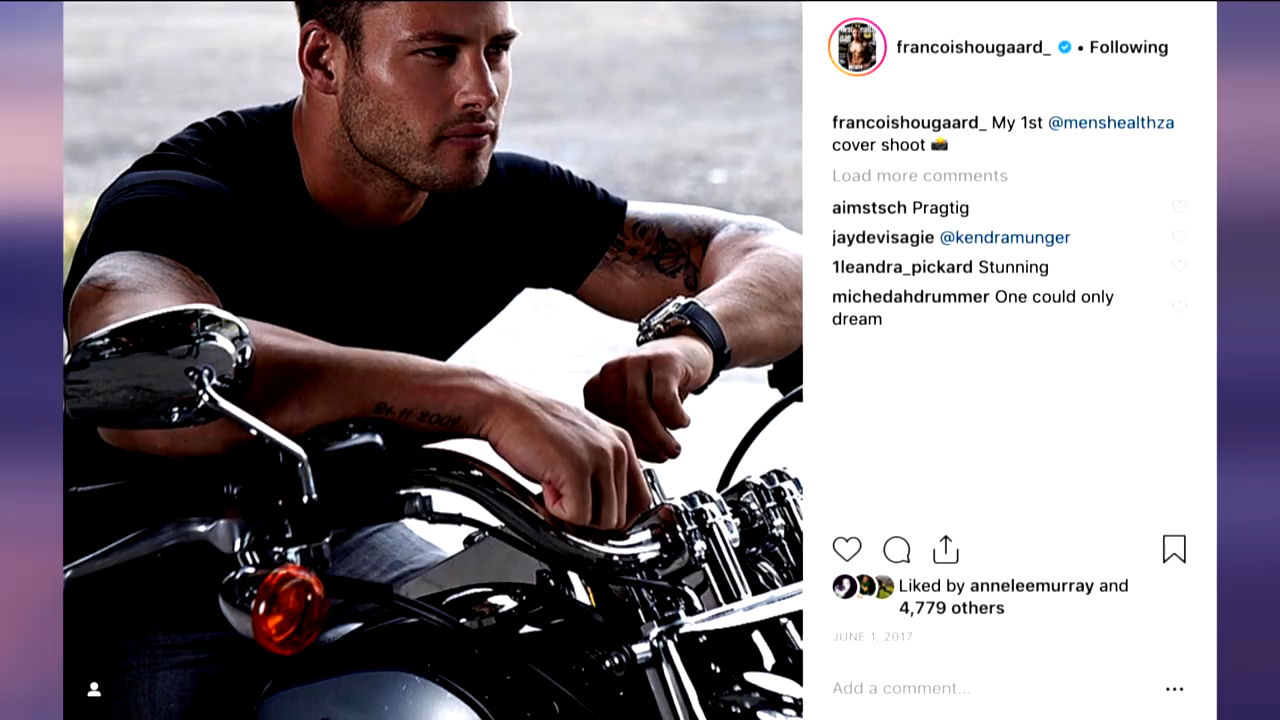 francoishougaard_ • Following
francoishougaard_ My 1st @menshealthza
cover shoot
Load more comments
aimstsch Pragtig
jaydevisagie @kendramunger
1leandra_pickard Stunning
michedahdrummer One could only
dream
Liked by anneleemurray and
4,779 others
JUNE 1, 2017
Add a comment...